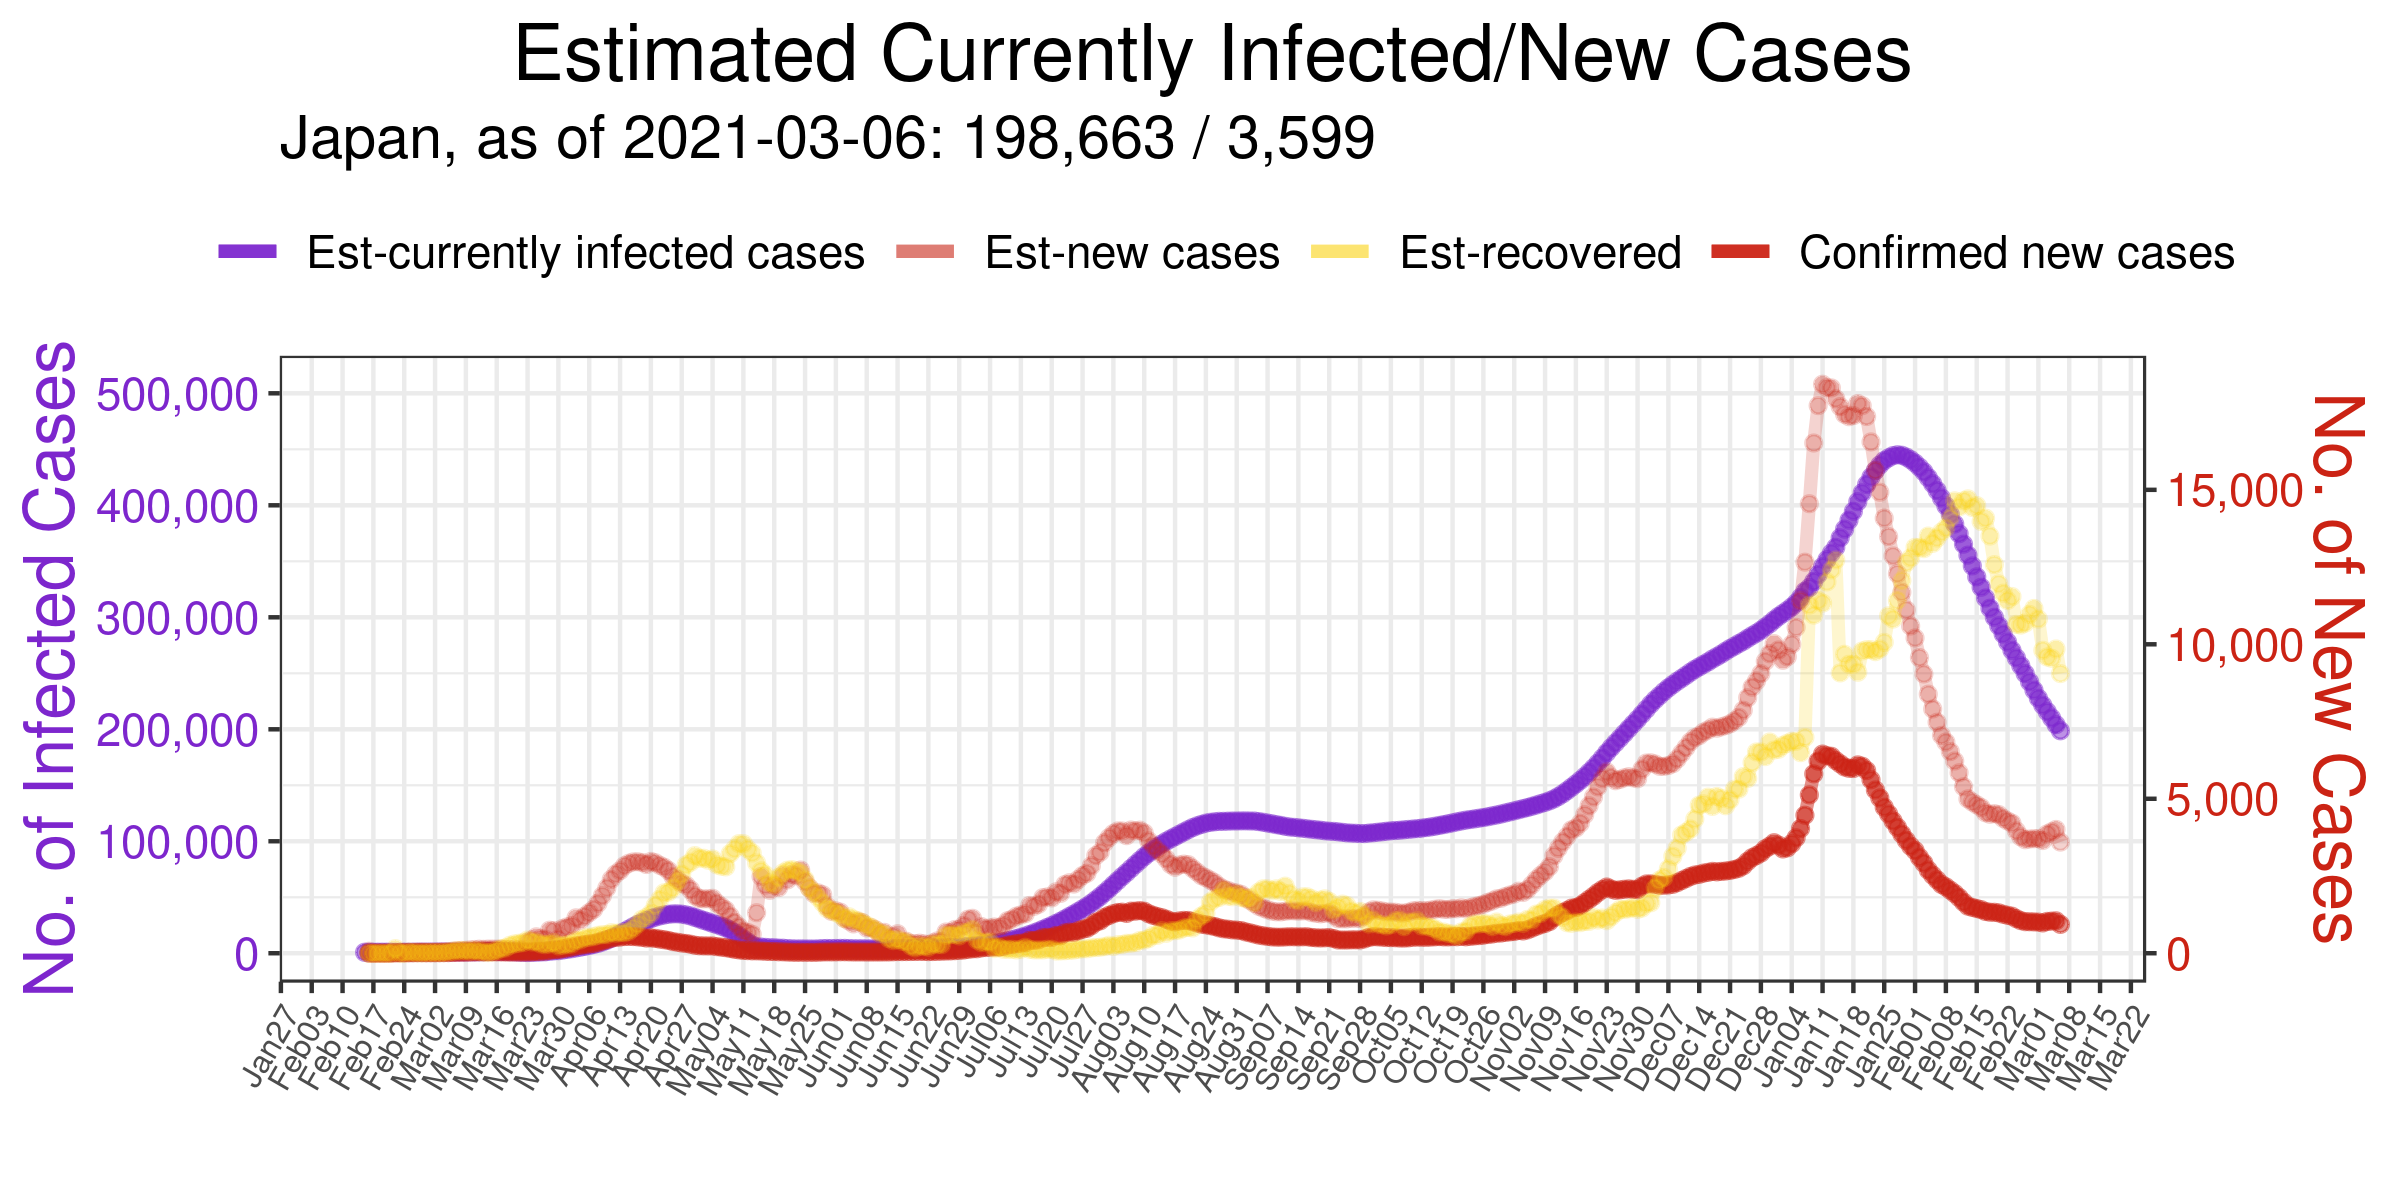 Estimated Currently Infected/New Cases
Japan, as of 2021-03-06: 198,663 / 3,599
Est-currently infected cases Est-new cases Est-recovered Confirmed new cases
No. of Infected Cases
500,000
400,000
300,000
200,000
100,000
0
15,000
10,000
5,000
0
No. of New Cases
Jan27 Feb03 Feb10 Feb17 Feb24 Mar02 Mar09 Mar16 Mar23 Mar30 Apr06 Apr13 Apr20 Apr27 May04 May11 May18 May25 Jun01 Jun08 Jun15 Jun22 Jun29 Jul06 Jul13 Jul20 Jul27 Aug03 Aug10 Aug17 Aug24 Aug31 Sep07 Sep14 Sep21 Sep28 Oct05 Oct12 Oct19 Oct26 Nov02 Nov09 Nov16 Nov23 Nov30 Dec07 Dec14 Dec21 Dec28 Jan04 Jan11 Jan18 Jan25 Feb01 Feb08 Feb15 Feb22 Mar01 Mar08 Mar15 Mar22